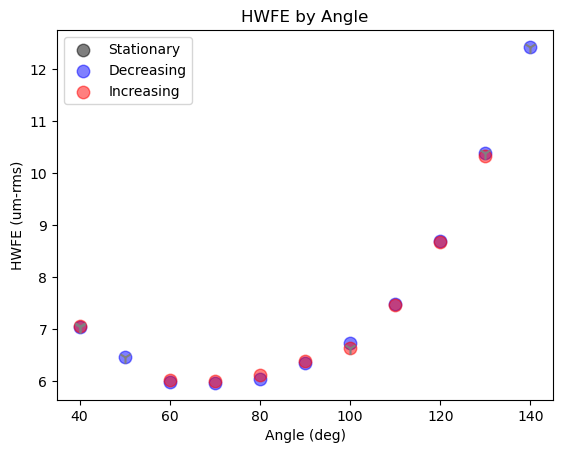 HWFE by Angle
Stationary
Decreasing
Increasing
HWFE (um-rms)
12
11
10
9
8
7
6
40 60 80 100 120 140
Angle (deg)